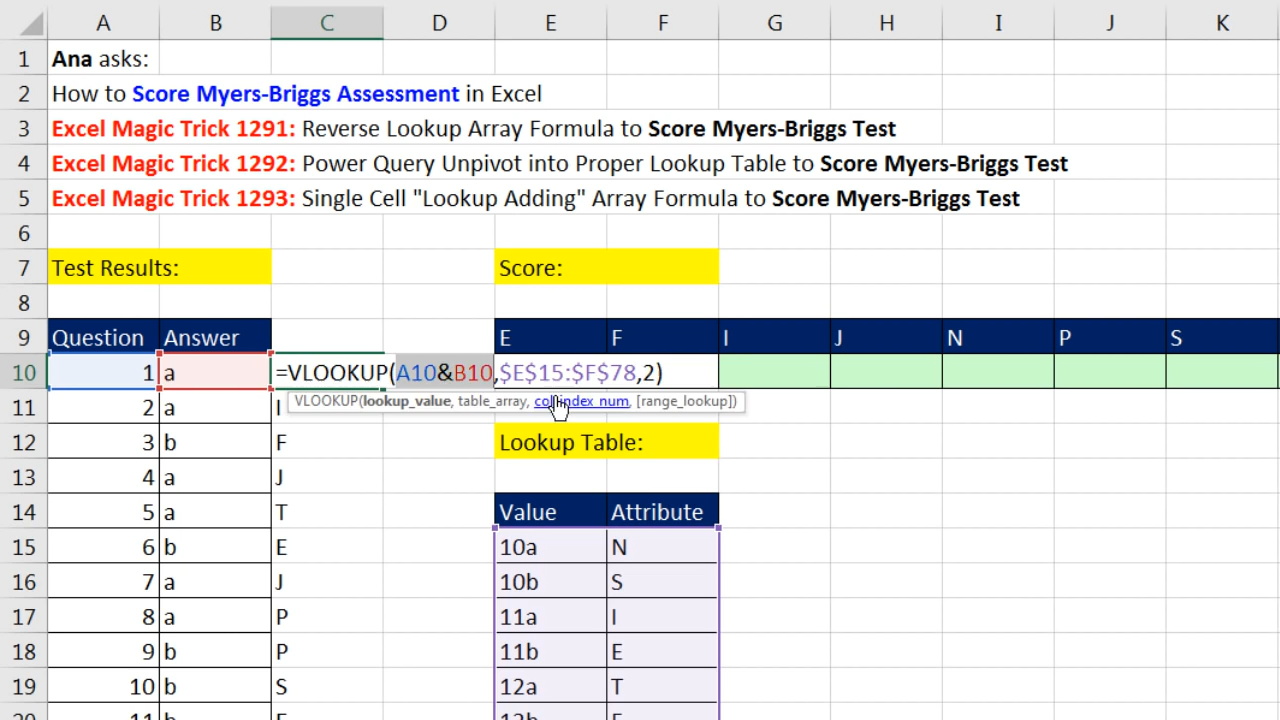 A B C D E F G H I J K
1 Ana asks:
2 How to Score Myers-Briggs Assessment in Excel
3 Excel Magic Trick 1291: Reverse Lookup Array Formula to Score Myers-Briggs Test
4 Excel Magic Trick 1292: Power Query Unpivot into Proper Lookup Table to Score Myers-Briggs Test
5 Excel Magic Trick 1293: Single Cell "Lookup Adding" Array Formula to Score Myers-Briggs Test
6
7 Test Results: Score:
8
9 Question Answer E F I J N P S
10 1 a =VLOOKUP(A10&B10,$E$15:$F$78,2)
VLOOKUP(lookup_value, table_array, col_index_num, [range_lookup])
11 2 a I
12 3 b F Lookup Table:
13 4 a J
14 5 a T Value Attribute
15 6 b E 10a N
16 7 a J 10b S
17 8 a P 11a I
18 9 b P 11b E
19 10 b S 12a T